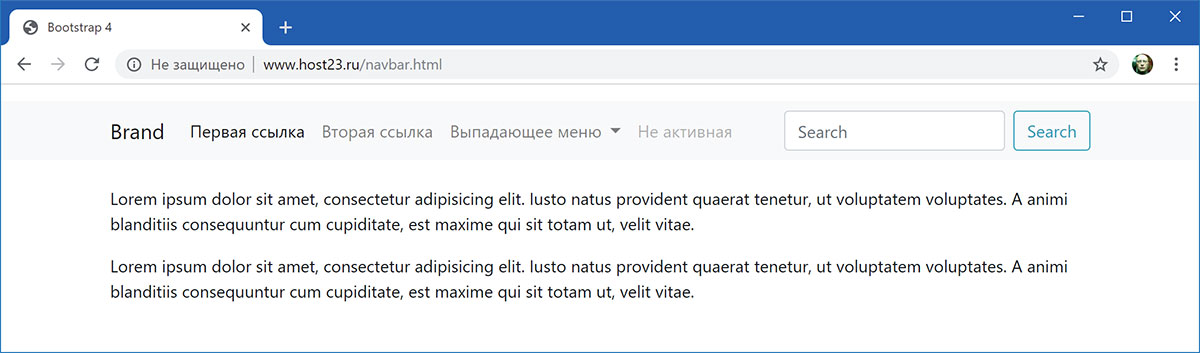 Bootstrap 4
Не защищено | www.host23.ru/navbar.html
Brand Первая ссылка Вторая ссылка Выпадающее меню Не активная Search Search
Lorem ipsum dolor sit amet, consectetur adipisicing elit. Iusto natus provident quaerat tenetur, ut voluptatem voluptates. A animi
blanditiis consequuntur cum cupiditate, est maxime qui sit totam ut, velit vitae.
Lorem ipsum dolor sit amet, consectetur adipisicing elit. Iusto natus provident quaerat tenetur, ut voluptatem voluptates. A animi
blanditiis consequuntur cum cupiditate, est maxime qui sit totam ut, velit vitae.